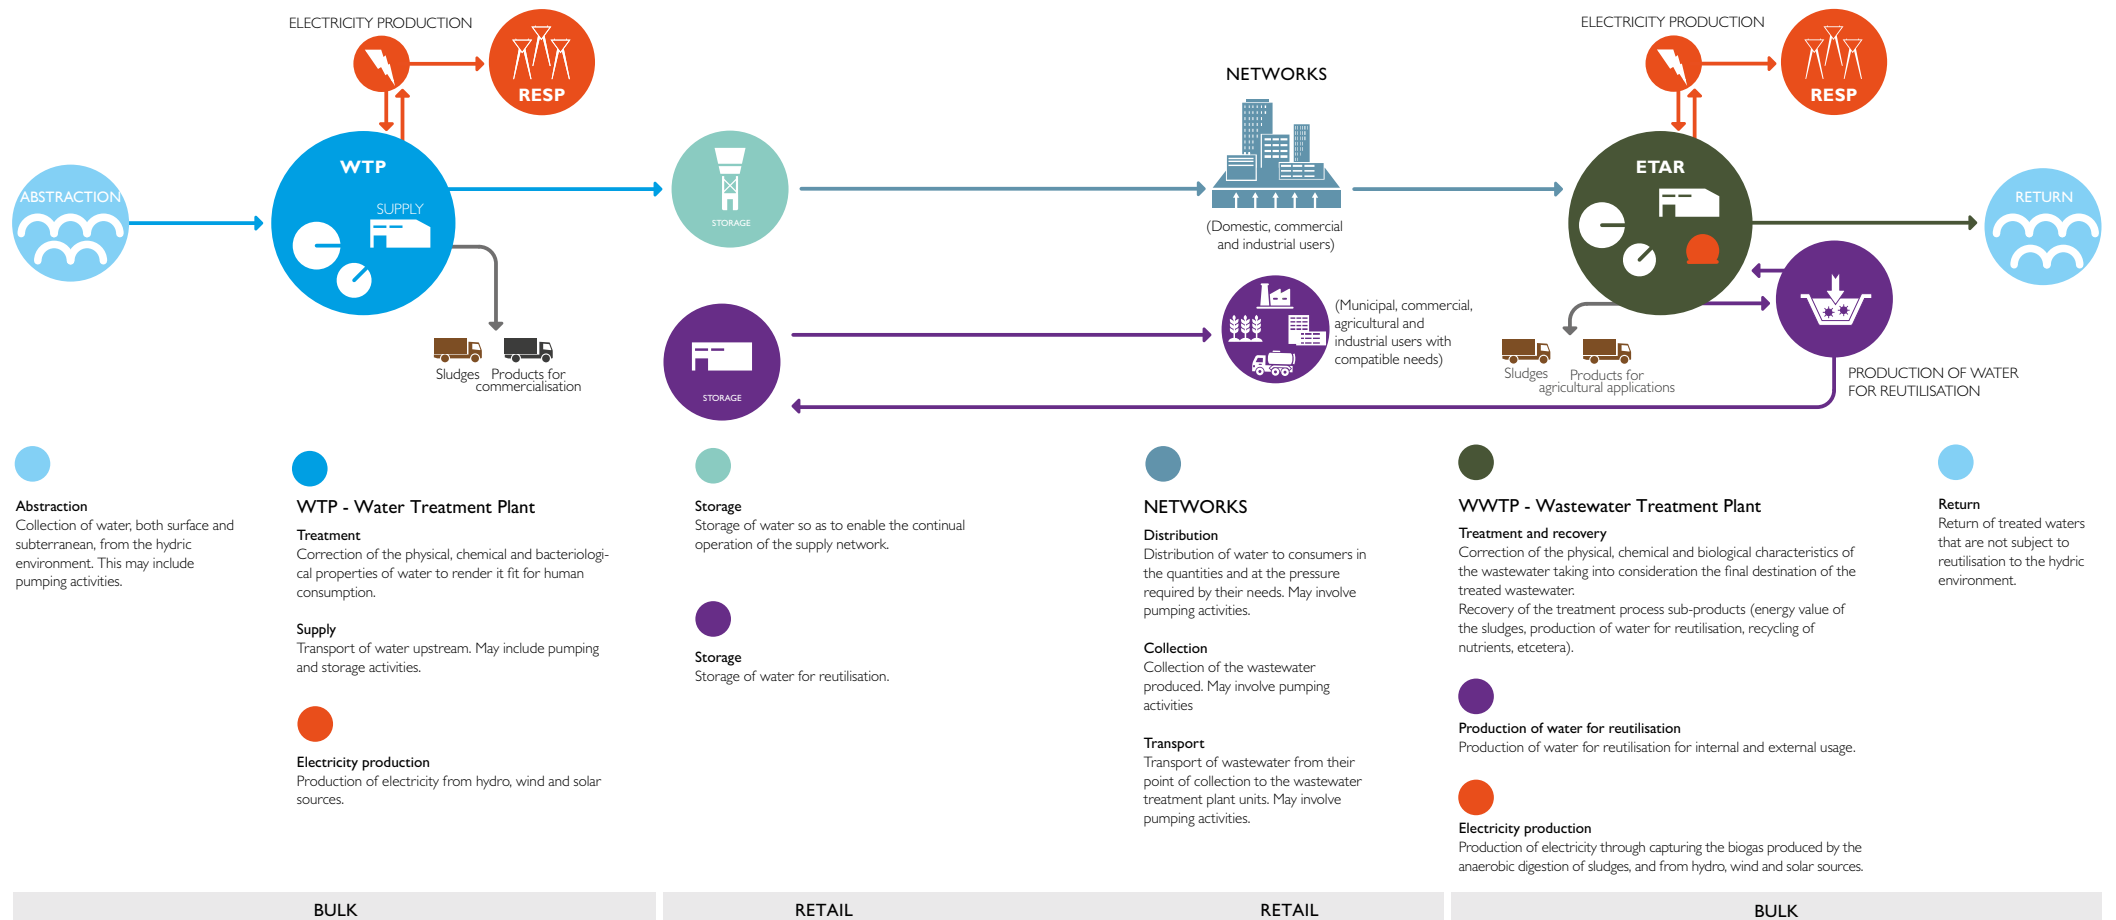 ELECTRICITY PRODUCTION
RESP
ABSTRACTION
WTP
SUPPLY
Sludges
Products for
commercialisation
STORAGE
STORAGE
NETWORKS
(Domestic, commercial
and industrial users)
(Municipal, commercial,
agricultural and
industrial users with
compatible needs)
ELECTRICITY PRODUCTION
RESP
ETAR
Sludges
Products for
agricultural applications
RETURN
PRODUCTION OF WATER
FOR REUTILISATION
Abstraction
Collection of water, both surface and
subterranean, from the hydric
environment. This may include
pumping activities.
WTP - Water Treatment Plant
Treatment
Correction of the physical, chemical and bacteriologi-
cal properties of water to render it fit for human
consumption.
Supply
Transport of water upstream. May include pumping
and storage activities.
Electricity production
Production of electricity from hydro, wind and solar
sources.
Storage
Storage of water so as to enable the continual
operation of the supply network.
Storage
Storage of water for reutilisation.
NETWORKS
Distribution
Distribution of water to consumers in
the quantities and at the pressure
required by their needs. May involve
pumping activities.
Collection
Collection of the wastewater
produced. May involve pumping
activities
Transport
Transport of wastewater from their
point of collection to the wastewater
treatment plant units. May involve
pumping activities.
WWTP - Wastewater Treatment Plant
Treatment and recovery
Correction of the physical, chemical and biological characteristics of
the wastewater taking into consideration the final destination of the
treated wastewater.
Recovery of the treatment process sub-products (energy value of
the sludges, production of water for reutilisation, recycling of
nutrients, etcetera).
Production of water for reutilisation
Production of water for reutilisation for internal and external usage.
Electricity production
Production of electricity through capturing the biogas produced by the
anaerobic digestion of sludges, and from hydro, wind and solar sources.
Return
Return of treated waters
that are not subject to
reutilisation to the hydric
environment.
BULK
RETAIL
RETAIL
BULK